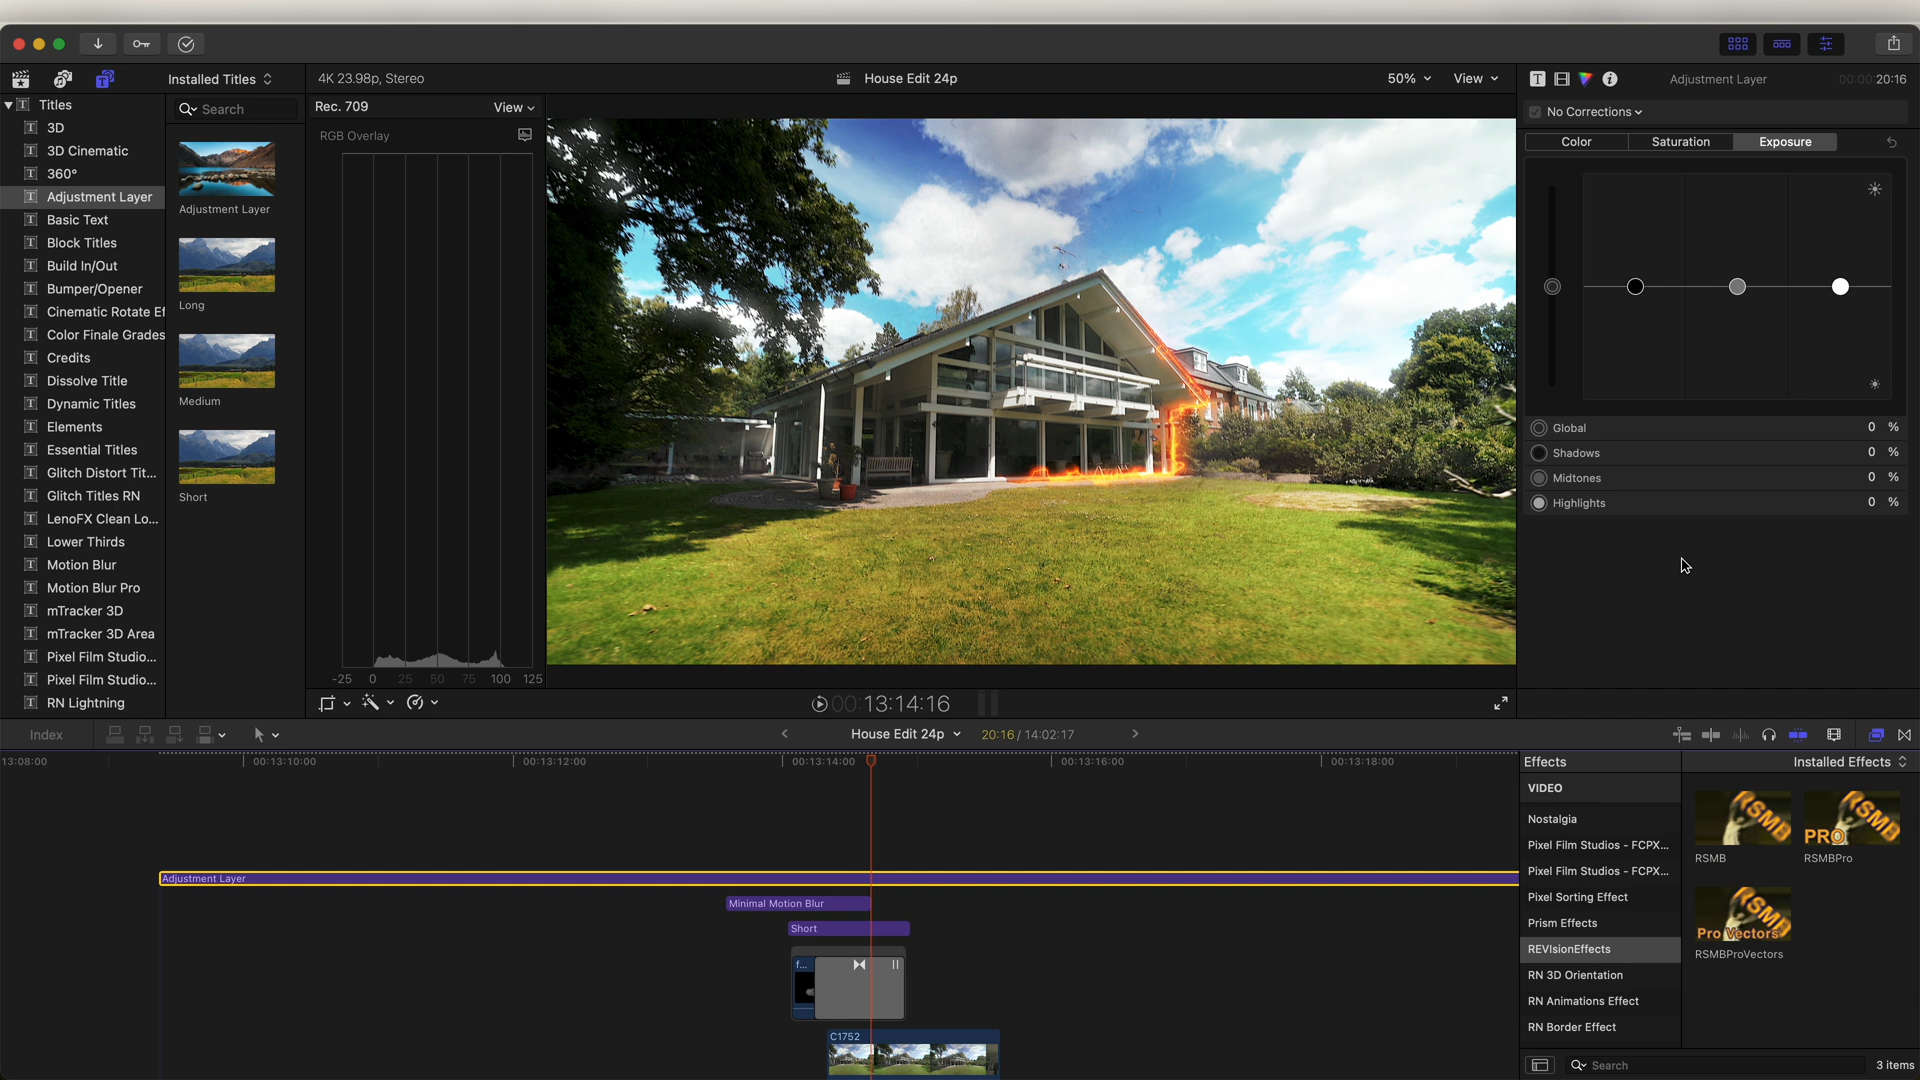 Installed Titles
4K 23.98p, Stereo
House Edit 24p
50%
View
Adjustment Layer
00:00:20:16
Titles
3D
3D Cinematic
360°
Adjustment Layer
Basic Text
Block Titles
Build In/Out
Bumper/Opener
Cinematic Rotate Ef
Color Finale Grades
Credits
Dissolve Title
Dynamic Titles
Elements
Essential Titles
Glitch Distort Tit...
Glitch Titles RN
LenoFX Clean Lo...
Lower Thirds
Motion Blur
Motion Blur Pro
mTracker 3D
mTracker 3D Area
Pixel Film Studio...
Pixel Film Studio...
RN Lightning
Search
Adjustment Layer
Long
Medium
Short
Rec. 709
View
RGB Overlay
-25 0 25 50 75 100 125
No Corrections
Color
Saturation
Exposure
Global 0 %
Shadows 0 %
Midtones 0 %
Highlights 0 %
00:13:14:16
Index
House Edit 24p
20:16 / 14:02:17
13:08:00
00:13:10:00
00:13:12:00
00:13:14:00
00:13:16:00
00:13:18:00
Adjustment Layer
Minimal Motion Blur
Short
f...
C1752
Effects
Installed Effects
VIDEO
Nostalgia
Pixel Film Studios - FCPX...
Pixel Film Studios - FCPX...
Pixel Sorting Effect
Prism Effects
REVisionEffects
RN 3D Orientation
RN Animations Effect
RN Border Effect
RSMB
RSMB
RSMB
PRO
RSMBPro
RSMB
Pro Vectors
RSMBProVectors
Search
3 items